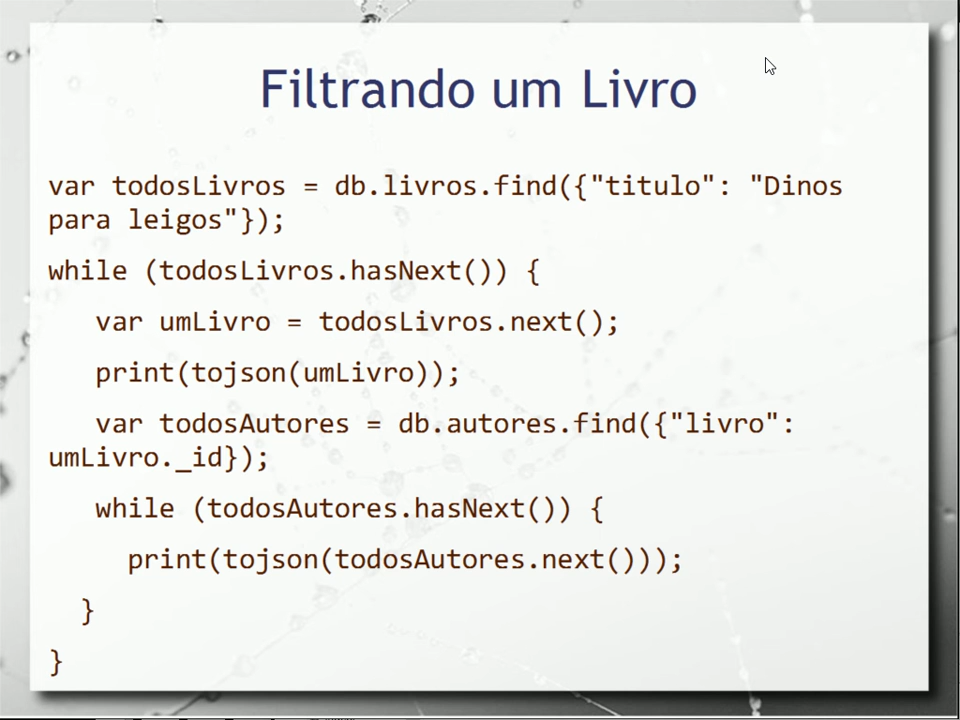 Filtrando um Livro
var todosLivros = db.livros.find({"titulo": "Dinos
para leigos"});
while (todosLivros.hasNext()) {
var umLivro = todosLivros.next();
print(tojson(umLivro));
var todosAutores = db.autores.find({"livro":
umLivro._id});
while (todosAutores.hasNext()) {
print(tojson(todosAutores.next()));
}
}